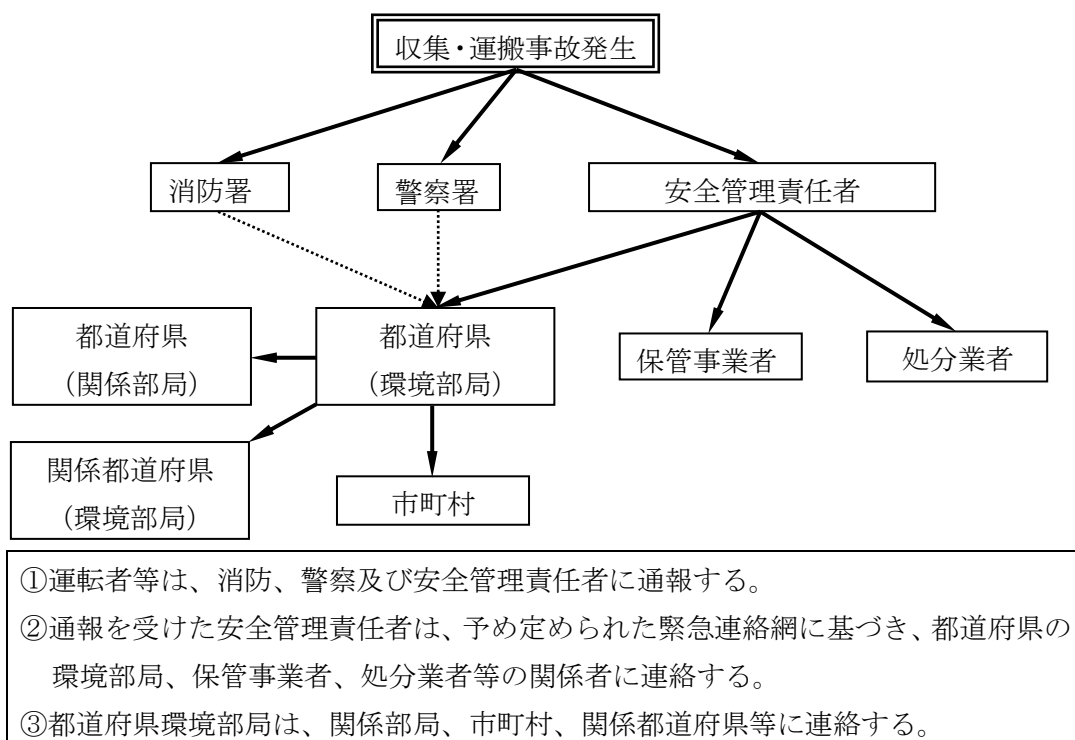 収集・運搬事故発生
消防署
警察署
安全管理責任者
都道府県
（関係部局）
都道府県
（環境部局）
保管事業者
処分業者
関係都道府県
（環境部局）
市町村
①運転者等は、消防、警察及び安全管理責任者に通報する。
②通報を受けた安全管理責任者は、予め定められた緊急連絡網に基づき、都道府県の
環境部局、保管事業者、処分業者等の関係者に連絡する。
③都道府県環境部局は、関係部局、市町村、関係都道府県等に連絡する。